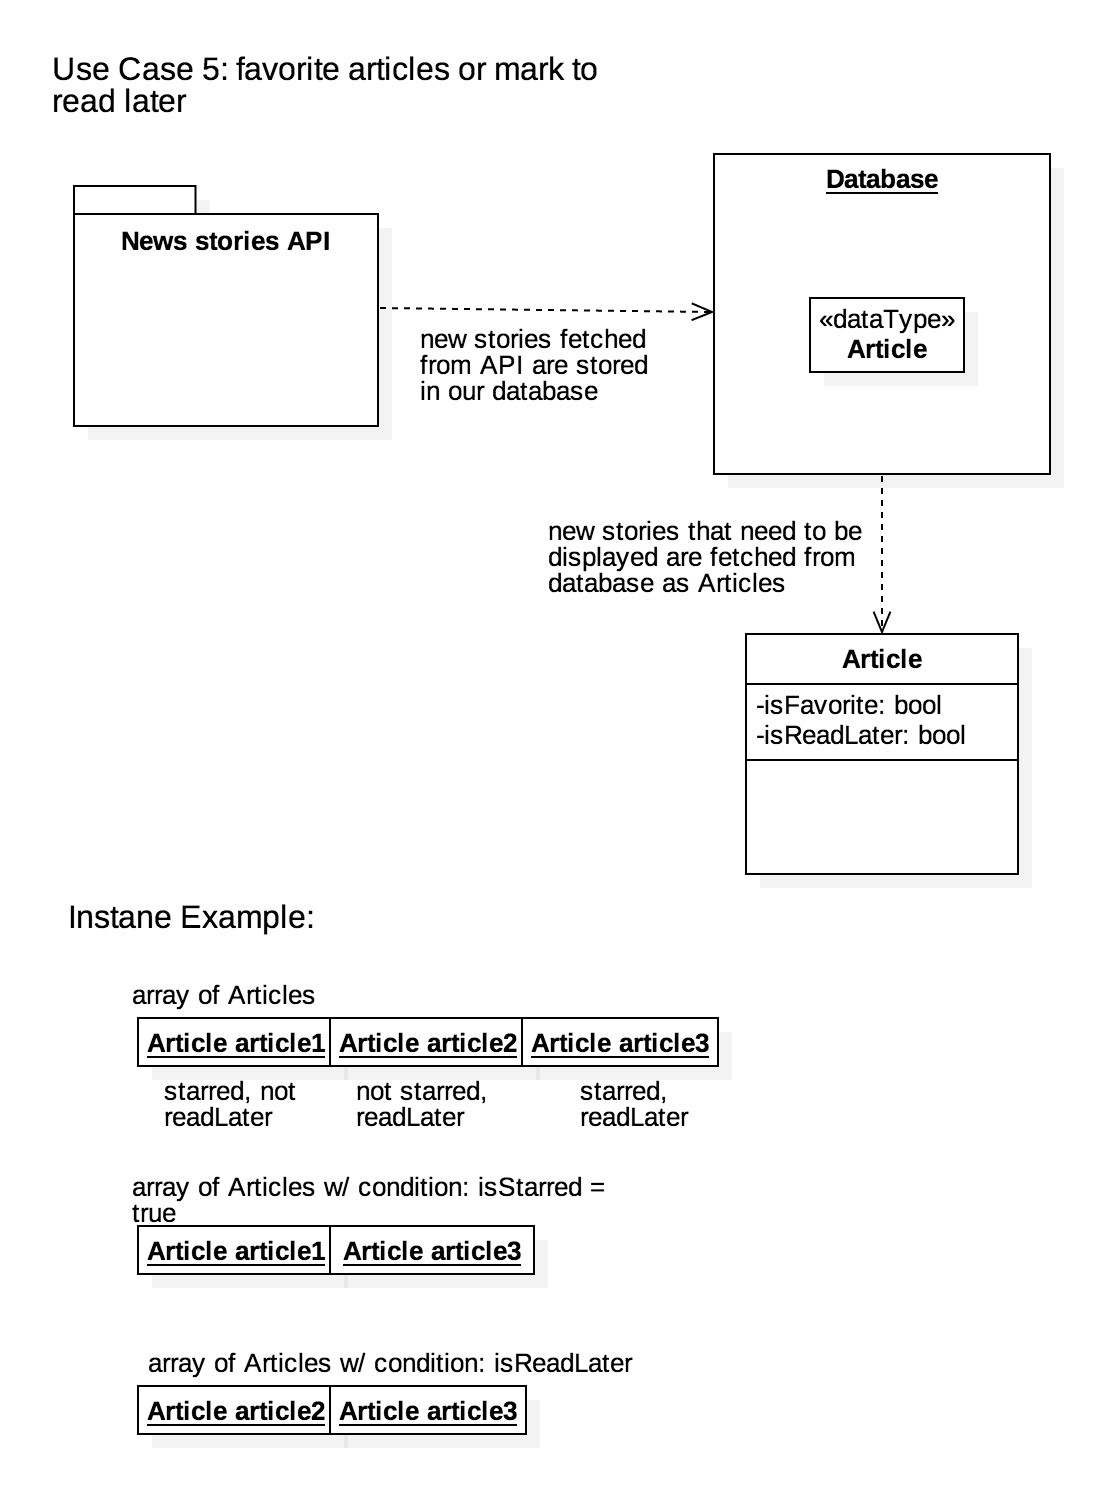 Use Case 5: favorite articles or mark to
read later
Database
News stories API
«dataType»
Article
new stories fetched
from API are stored
in our database
new stories that need to be
displayed are fetched from
database as Articles
Article
-isFavorite: bool
-isReadLater: bool
Instane Example:
array of Articles
Article article1 Article article2 Article article3
starred, not
readLater
not starred,
readLater
starred,
readLater
array of Articles w/ condition: isStarred =
true
Article article1 Article article3
array of Articles w/ condition: isReadLater
Article article2 Article article3